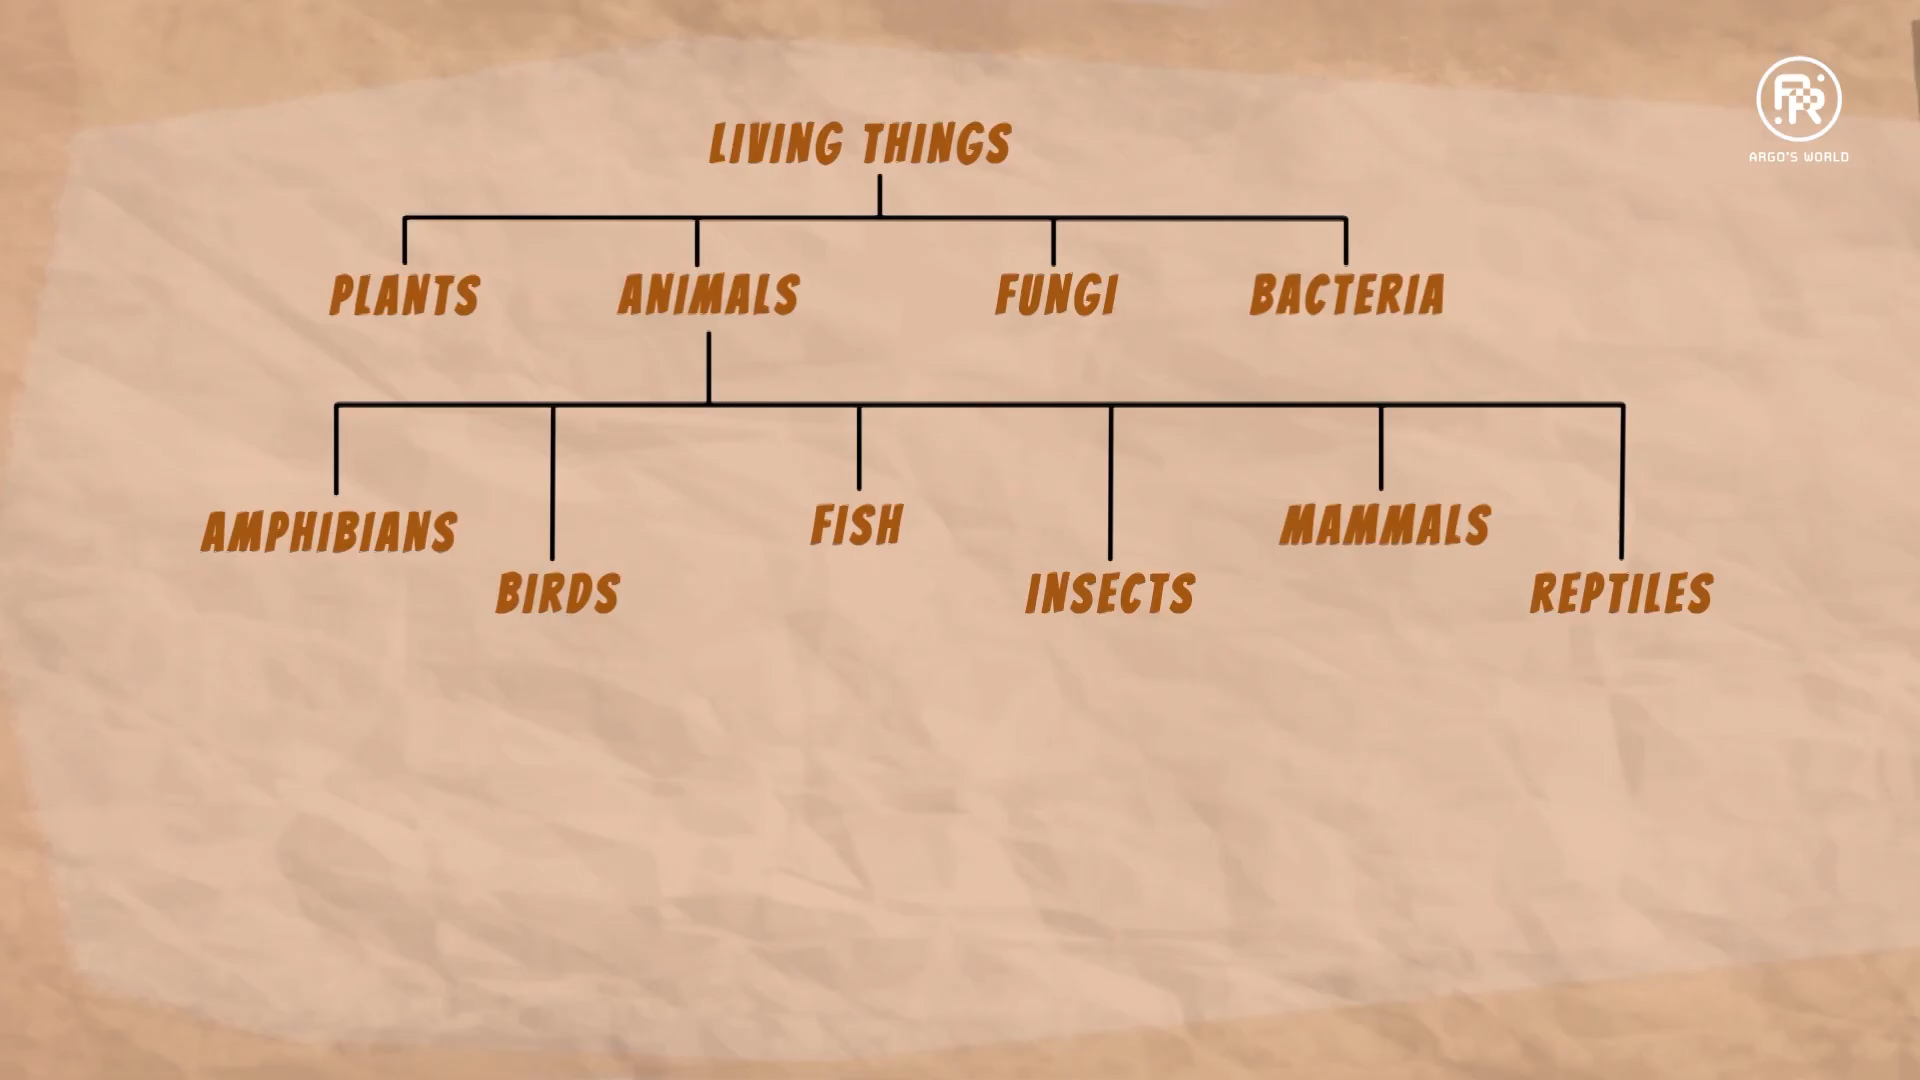 LIVING THINGS
PLANTS
ANIMALS
FUNGI
BACTERIA
AMPHIBIANS
BIRDS
FISH
INSECTS
MAMMALS
REPTILES
ARGO'S WORLD